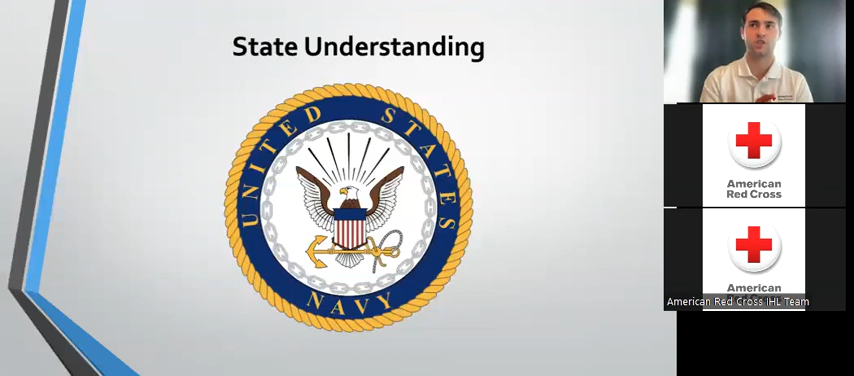 State Understanding
UNITED STATES
NAVY
American
Red Cross
American
American Red Cross IHL Team